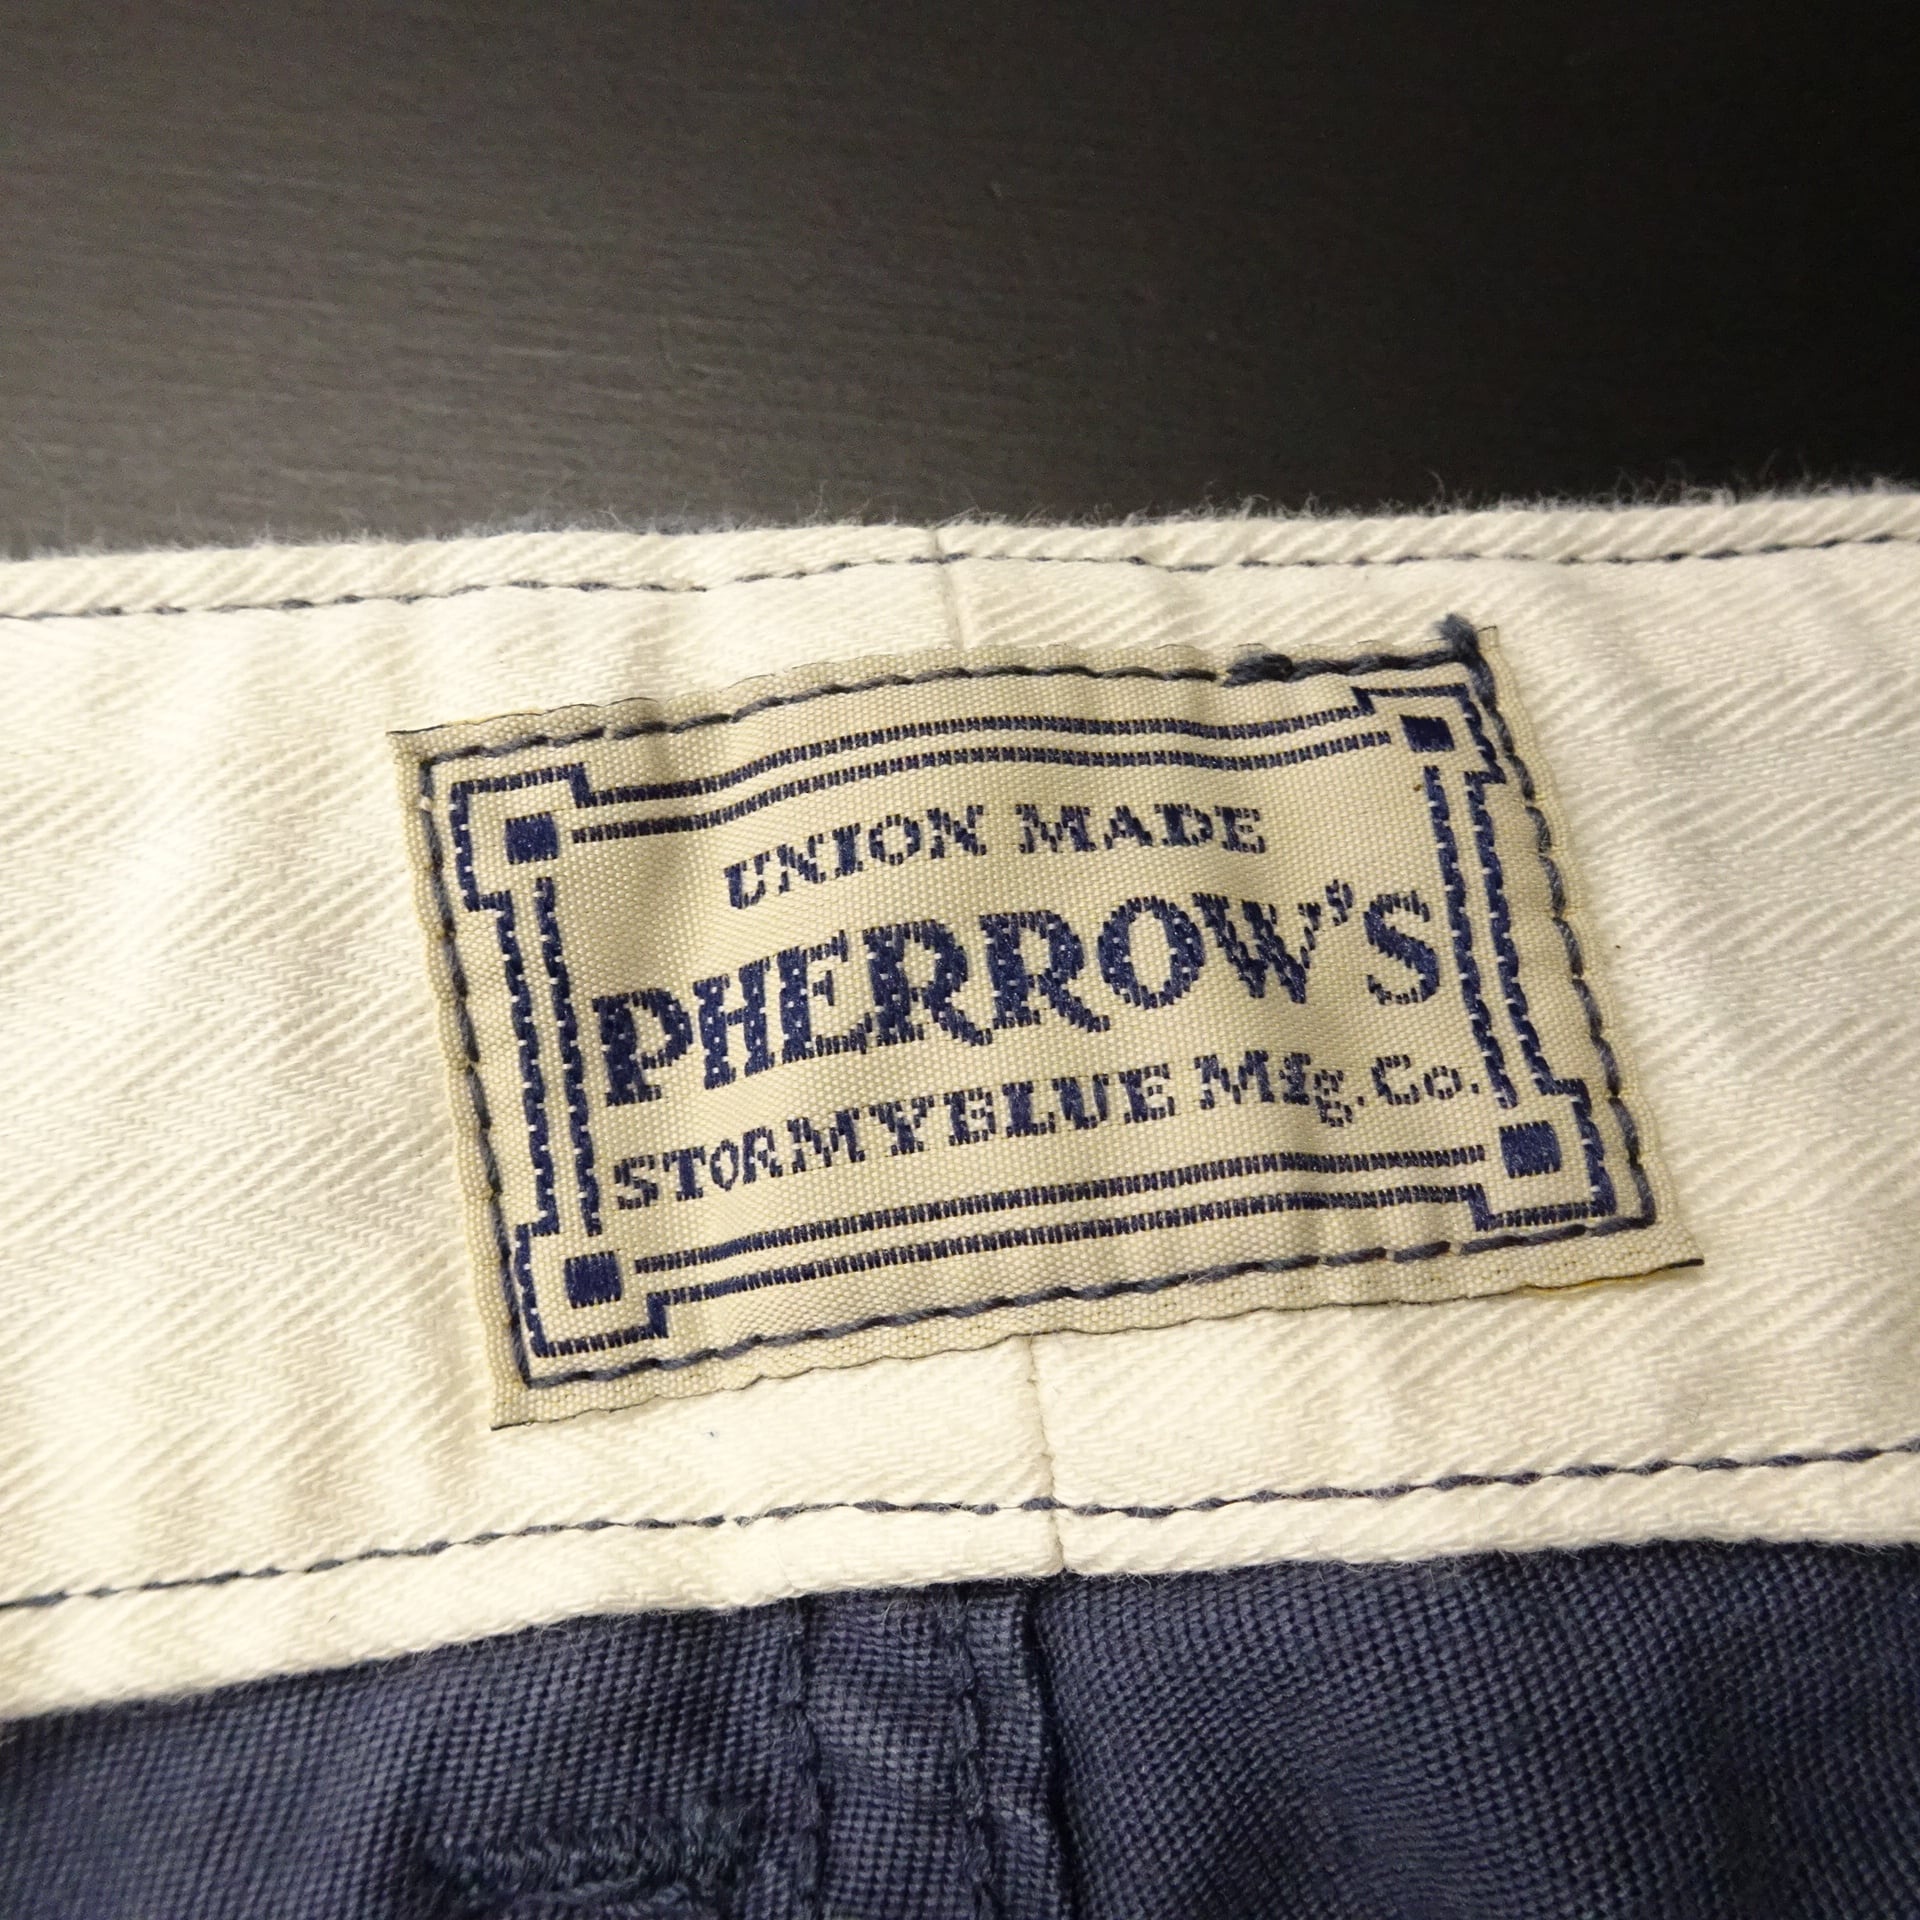 UNION MADE
PHERROW'S
STORMYBLUE Mfg. Co.